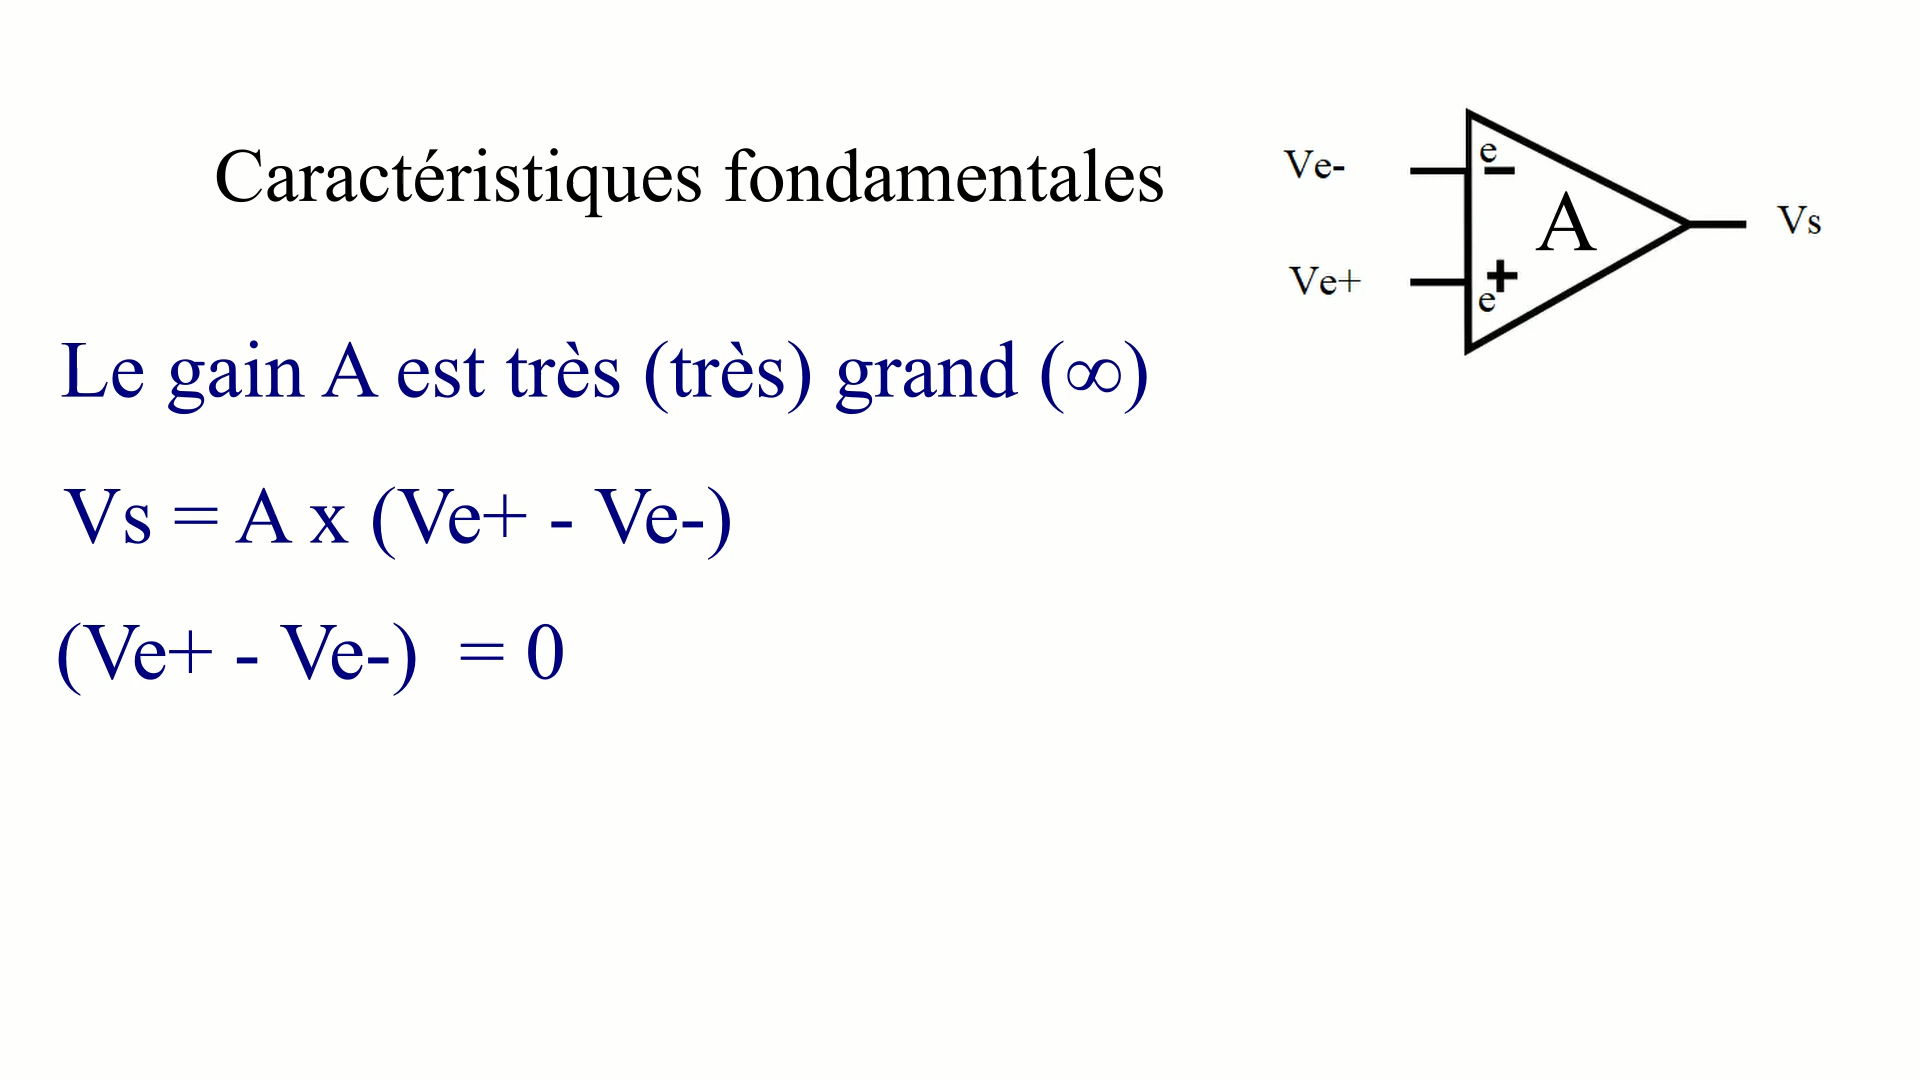 Caractéristiques fondamentales
Ve-
e
-
A
Vs
Ve+
+
e
Le gain A est très (très) grand (∞)
Vs = A x (Ve+ - Ve-)
(Ve+ - Ve-) = 0